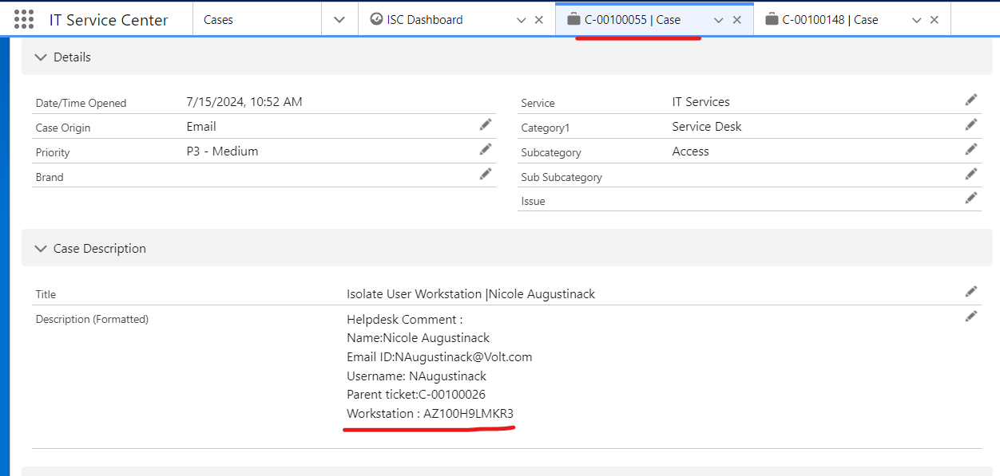 IT Service Center
Cases
ISC Dashboard
C-00100055 | Case
C-00100148 | Case
Details
Date/Time Opened 7/15/2024, 10:52 AM
Case Origin Email
Priority P3 - Medium
Brand
Service IT Services
Category1 Service Desk
Subcategory Access
Sub Subcategory
Issue
Case Description
Title Isolate User Workstation |Nicole Augustinack
Description (Formatted) Helpdesk Comment :
Name:Nicole Augustinack
Email ID:NAugustinack@Volt.com
Username: NAugustinack
Parent ticket:C-00100026
Workstation : AZ100H9LMKR3